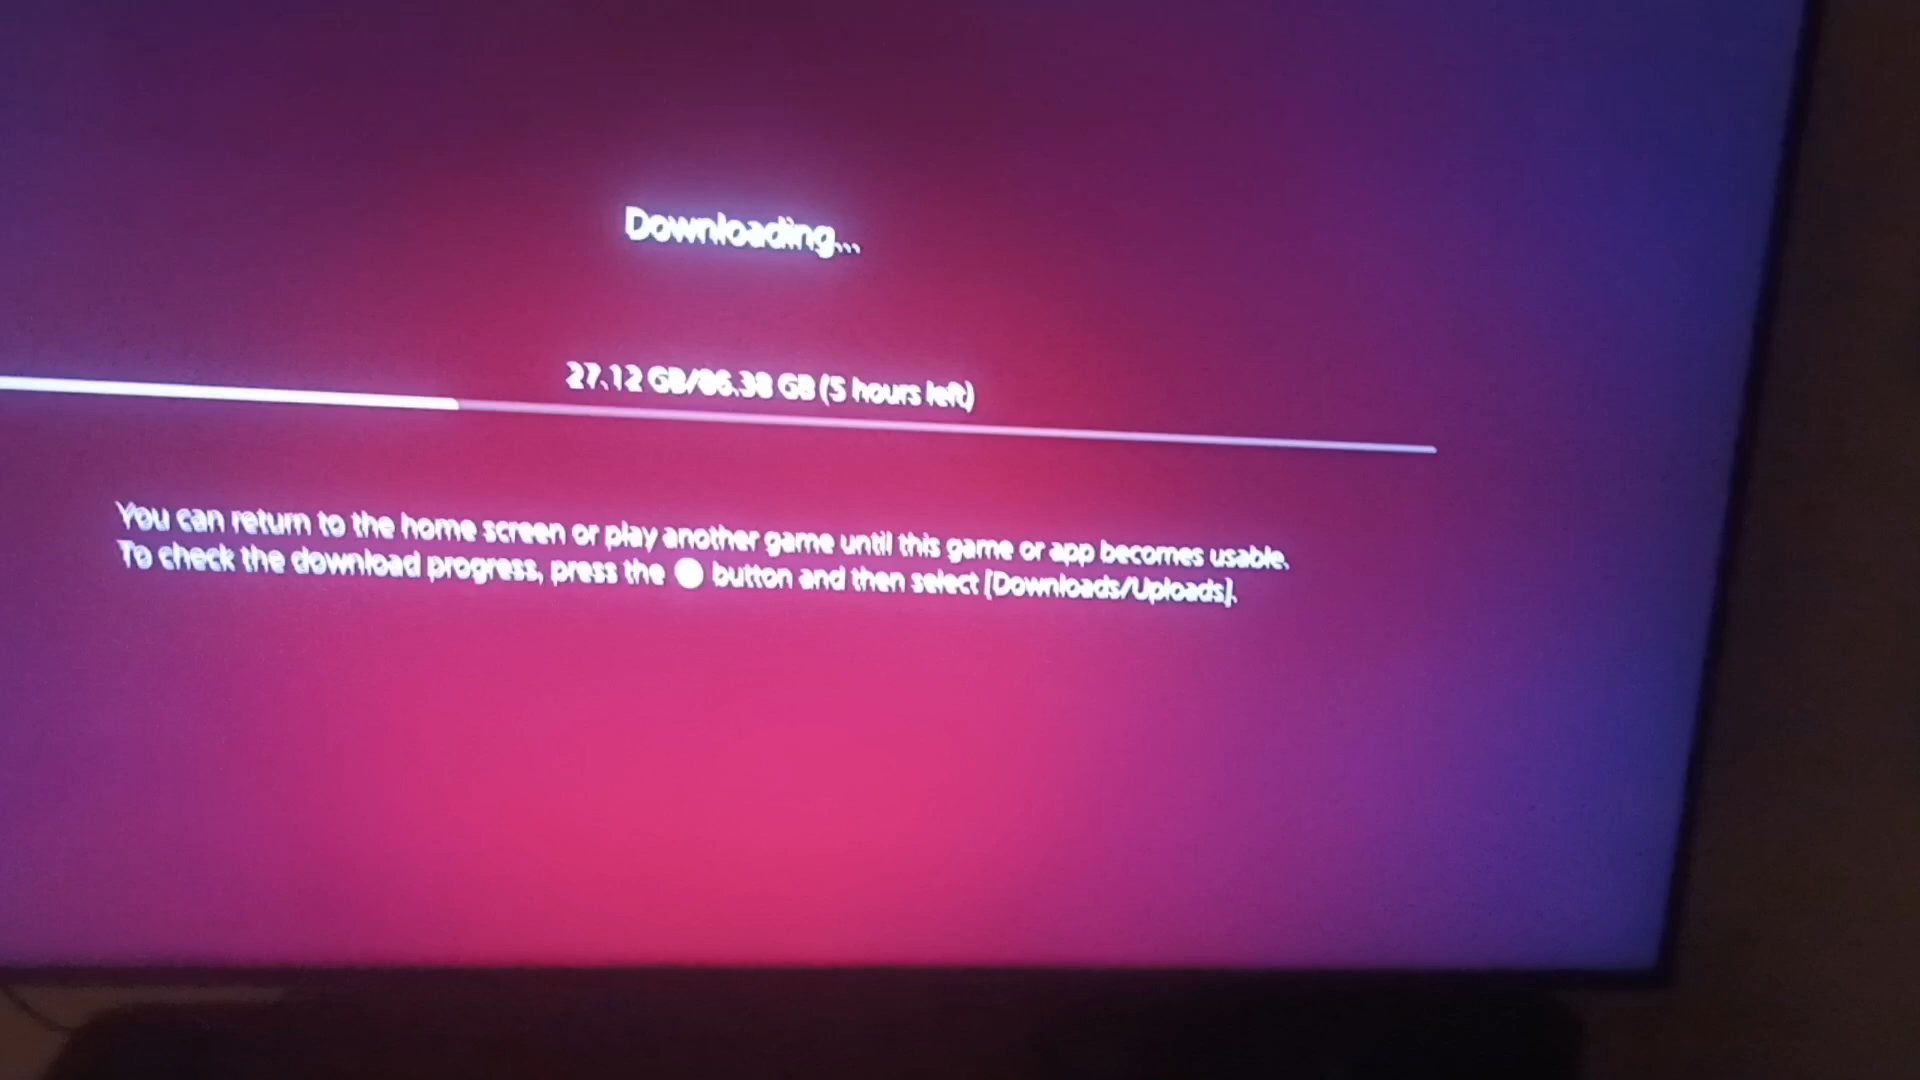 Downloading...
27.12 GB/86.38 GB (5 hours left)
You can return to the home screen or play another game until this game or app becomes usable.
To check the download progress, press the button and then select [Downloads/Uploads].